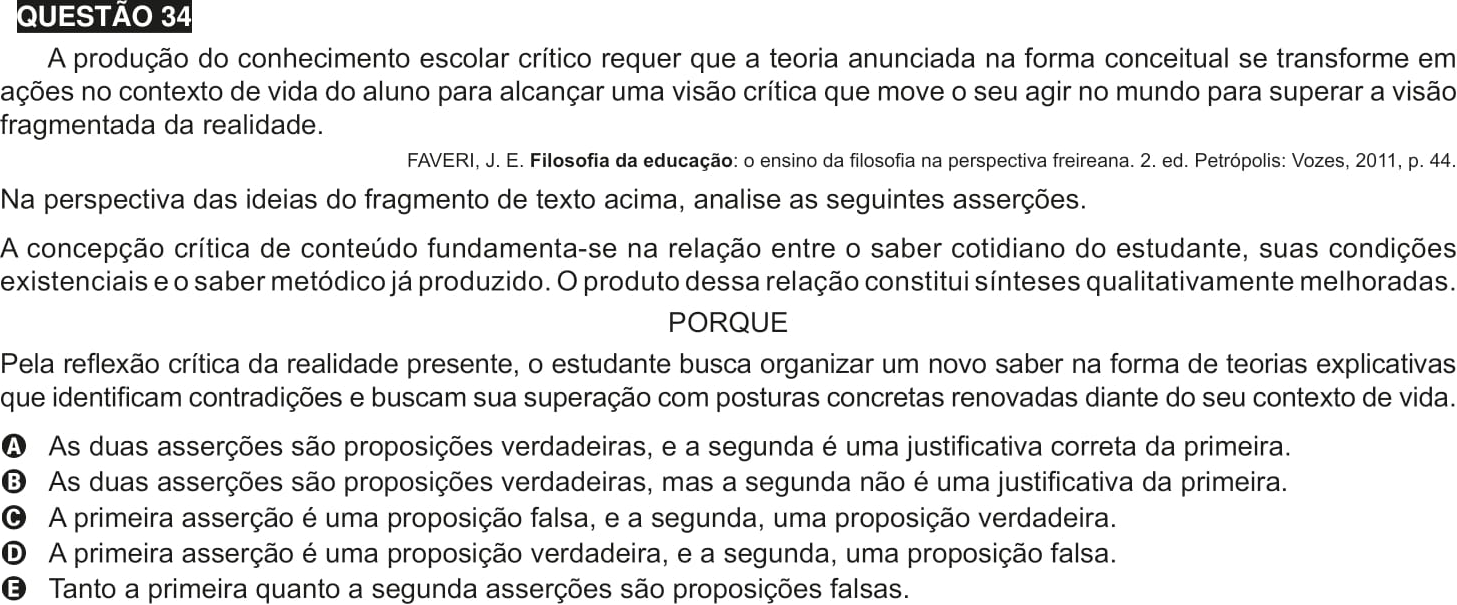 QUESTÃO 34
A produção do conhecimento escolar crítico requer que a teoria anunciada na forma conceitual se transforme em
ações no contexto de vida do aluno para alcançar uma visão crítica que move o seu agir no mundo para superar a visão
fragmentada da realidade.
FAVERI, J. E. Filosofia da educação: o ensino da filosofia na perspectiva freireana. 2. ed. Petrópolis: Vozes, 2011, p. 44.
Na perspectiva das ideias do fragmento de texto acima, analise as seguintes asserções.
A concepção crítica de conteúdo fundamenta-se na relação entre o saber cotidiano do estudante, suas condições
existenciais e o saber metódico já produzido. O produto dessa relação constitui sínteses qualitativamente melhoradas.
PORQUE
Pela reflexão crítica da realidade presente, o estudante busca organizar um novo saber na forma de teorias explicativas
que identificam contradições e buscam sua superação com posturas concretas renovadas diante do seu contexto de vida.
A As duas asserções são proposições verdadeiras, e a segunda é uma justificativa correta da primeira.
B As duas asserções são proposições verdadeiras, mas a segunda não é uma justificativa da primeira.
C A primeira asserção é uma proposição falsa, e a segunda, uma proposição verdadeira.
D A primeira asserção é uma proposição verdadeira, e a segunda, uma proposição falsa.
E Tanto a primeira quanto a segunda asserções são proposições falsas.